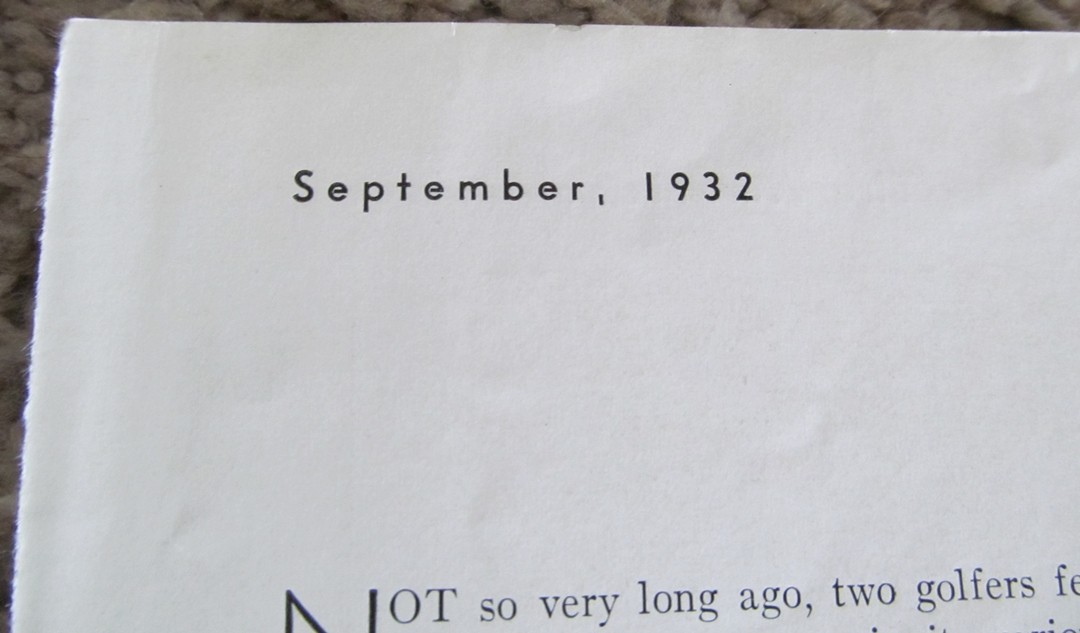 September, 1932
NOT so very long ago, two golfers